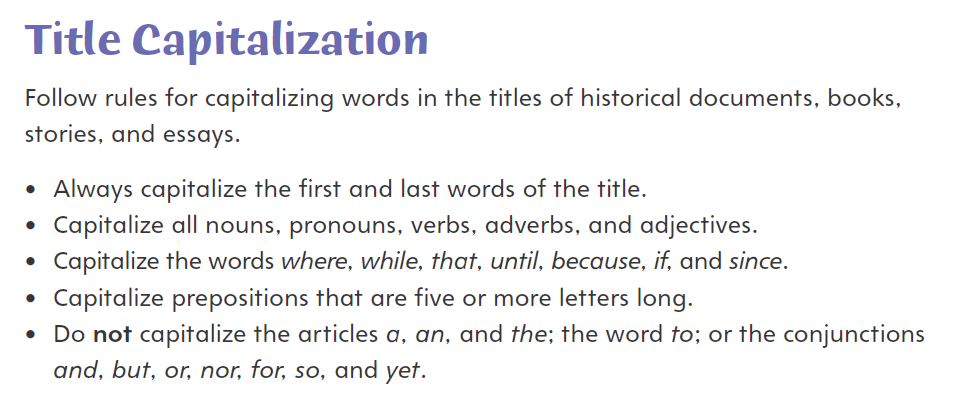 Title Capitalization
Follow rules for capitalizing words in the titles of historical documents, books,
stories, and essays.
• Always capitalize the first and last words of the title.
• Capitalize all nouns, pronouns, verbs, adverbs, and adjectives.
• Capitalize the words where, while, that, until, because, if, and since.
• Capitalize prepositions that are five or more letters long.
• Do not capitalize the articles a, an, and the; the word to; or the conjunctions
and, but, or, nor, for, so, and yet.